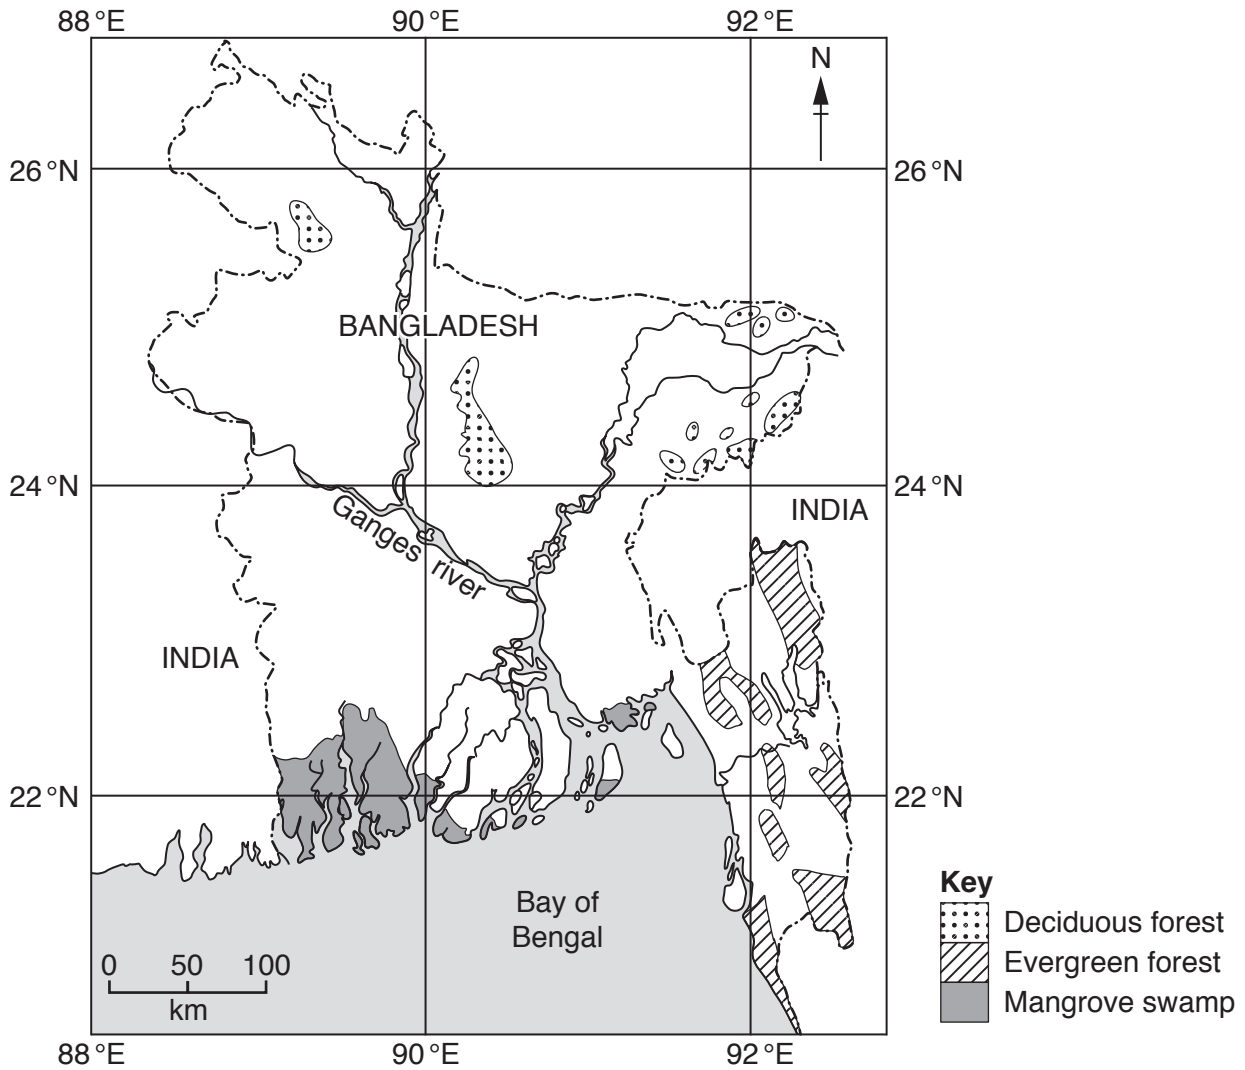 88 °E 90 °E 92 °E
N
26 °N 26 °N
BANGLADESH
24 °N 24 °N
INDIA
Ganges river
INDIA
22 °N 22 °N
Bay of
Bengal
0 50 100
km
88 °E 90 °E 92 °E
Key
Deciduous forest
Evergreen forest
Mangrove swamp